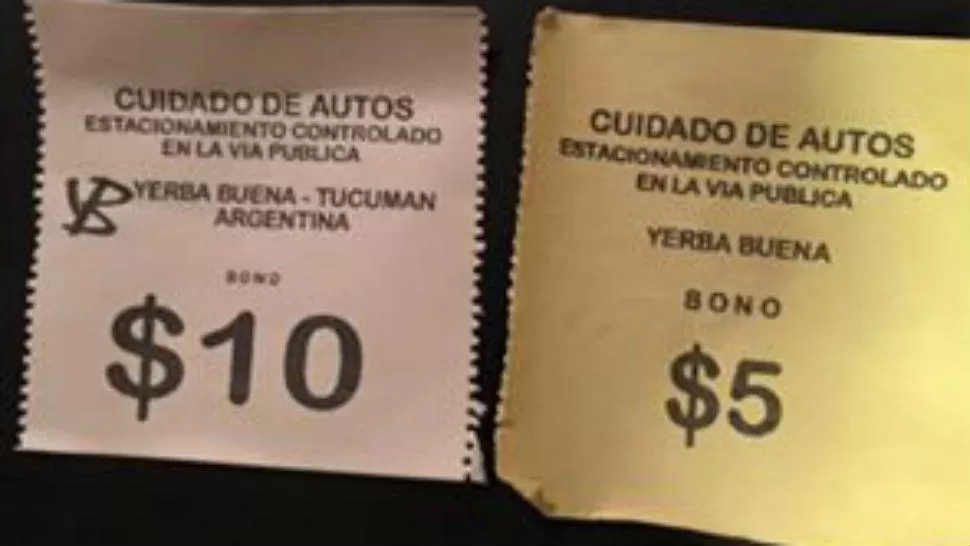 CUIDADO DE AUTOS
ESTACIONAMIENTO CONTROLADO
EN LA VIA PUBLICA
YB YERBA BUENA - TUCUMAN
ARGENTINA
BONO
$10
CUIDADO DE AUTOS
ESTACIONAMIENTO CONTROLADO
EN LA VIA PUBLICA
YERBA BUENA
BONO
$5